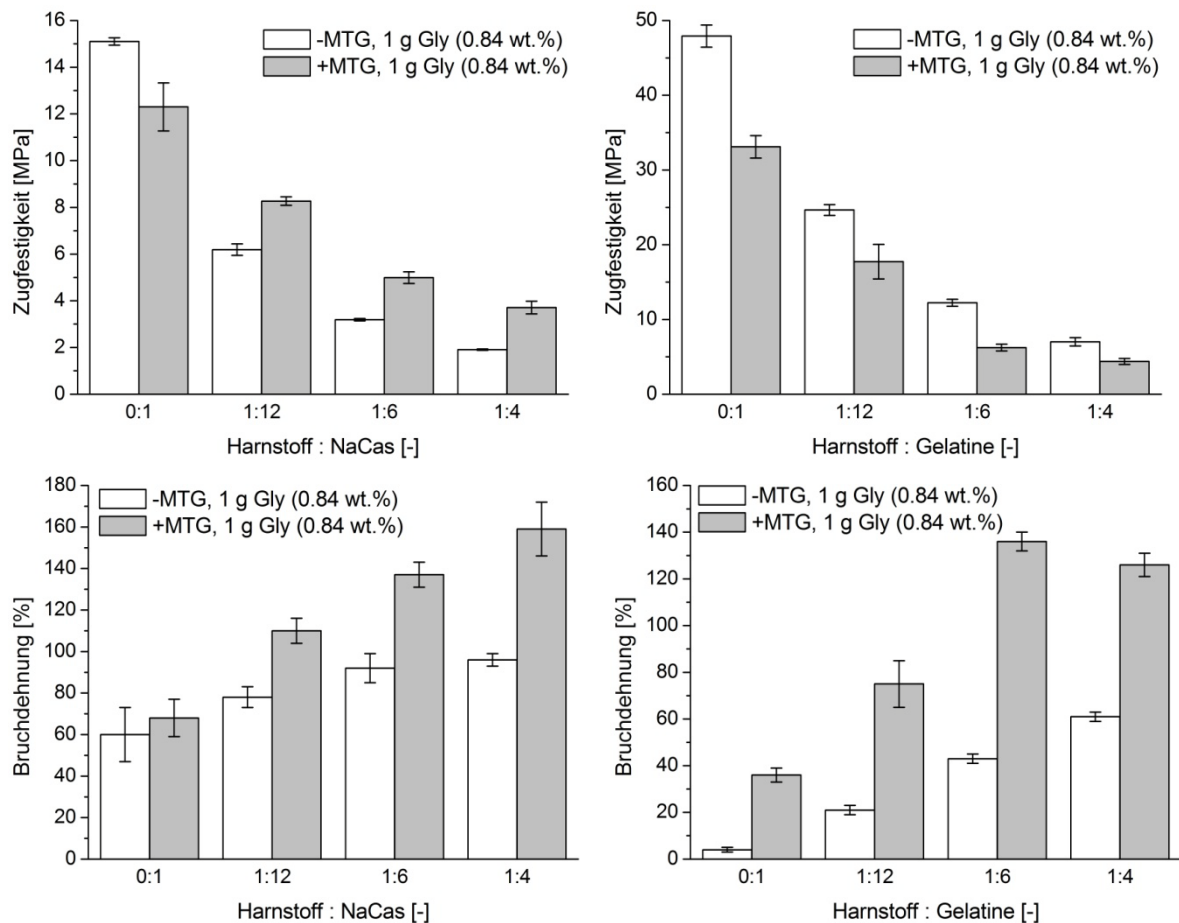 Zugfestigkeit [MPa]
-MTG, 1 g Gly (0.84 wt.%)
+MTG, 1 g Gly (0.84 wt.%)
16
14
12
10
8
6
4
2
0
0:1 1:12 1:6 1:4
Harnstoff : NaCas [-]
Zugfestigkeit [MPa]
-MTG, 1 g Gly (0.84 wt.%)
+MTG, 1 g Gly (0.84 wt.%)
50
40
30
20
10
0
0:1 1:12 1:6 1:4
Harnstoff : Gelatine [-]
Bruchdehnung [%]
-MTG, 1 g Gly (0.84 wt.%)
+MTG, 1 g Gly (0.84 wt.%)
180
160
140
120
100
80
60
40
20
0
0:1 1:12 1:6 1:4
Harnstoff : NaCas [-]
Bruchdehnung [%]
-MTG, 1 g Gly (0.84 wt.%)
+MTG, 1 g Gly (0.84 wt.%)
160
140
120
100
80
60
40
20
0
0:1 1:12 1:6 1:4
Harnstoff : Gelatine [-]